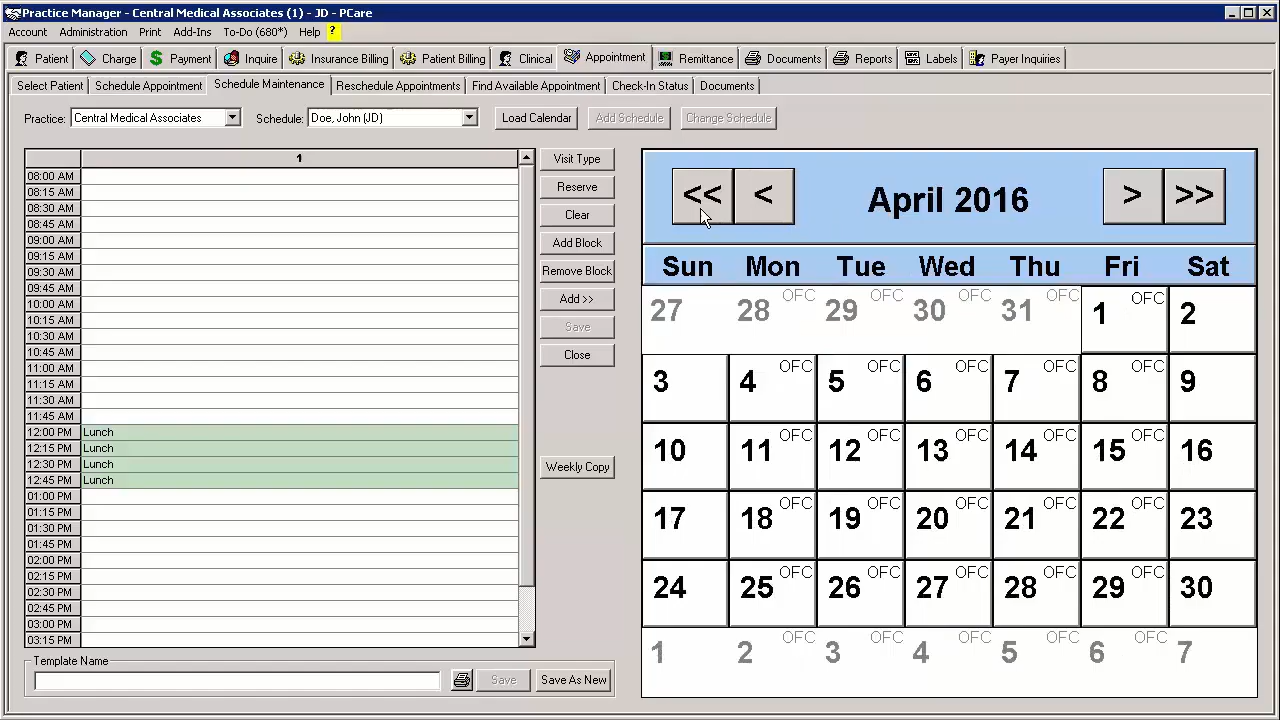 Practice Manager - Central Medical Associates (1) - JD - PCare
Account Administration Print Add-Ins To-Do (680*) Help ?
Patient Charge Payment Inquire Insurance Billing Patient Billing Clinical Appointment Remittance Documents Reports Labels Payer Inquiries
Select Patient Schedule Appointment Schedule Maintenance Reschedule Appointments Find Available Appointment Check-In Status Documents
Practice: Central Medical Associates Schedule: Doe, John (JD) Load Calendar Add Schedule Change Schedule
1
08:00 AM
08:15 AM
08:30 AM
08:45 AM
09:00 AM
09:15 AM
09:30 AM
09:45 AM
10:00 AM
10:15 AM
10:30 AM
10:45 AM
11:00 AM
11:15 AM
11:30 AM
11:45 AM
12:00 PM Lunch
12:15 PM Lunch
12:30 PM Lunch
12:45 PM Lunch
01:00 PM
01:15 PM
01:30 PM
01:45 PM
02:00 PM
02:15 PM
02:30 PM
02:45 PM
03:00 PM
03:15 PM
Visit Type
Reserve
Clear
Add Block
Remove Block
Add >>
Save
Close
Weekly Copy
Template Name
Save Save As New
<< < April 2016 > >>
Sun Mon Tue Wed Thu Fri Sat
27 28 OFC 29 OFC 30 OFC 31 OFC 1 OFC 2
3 4 OFC 5 OFC 6 OFC 7 OFC 8 OFC 9
10 11 OFC 12 OFC 13 OFC 14 OFC 15 OFC 16
17 18 OFC 19 OFC 20 OFC 21 OFC 22 OFC 23
24 25 OFC 26 OFC 27 OFC 28 OFC 29 OFC 30
1 2 OFC 3 OFC 4 OFC 5 OFC 6 OFC 7